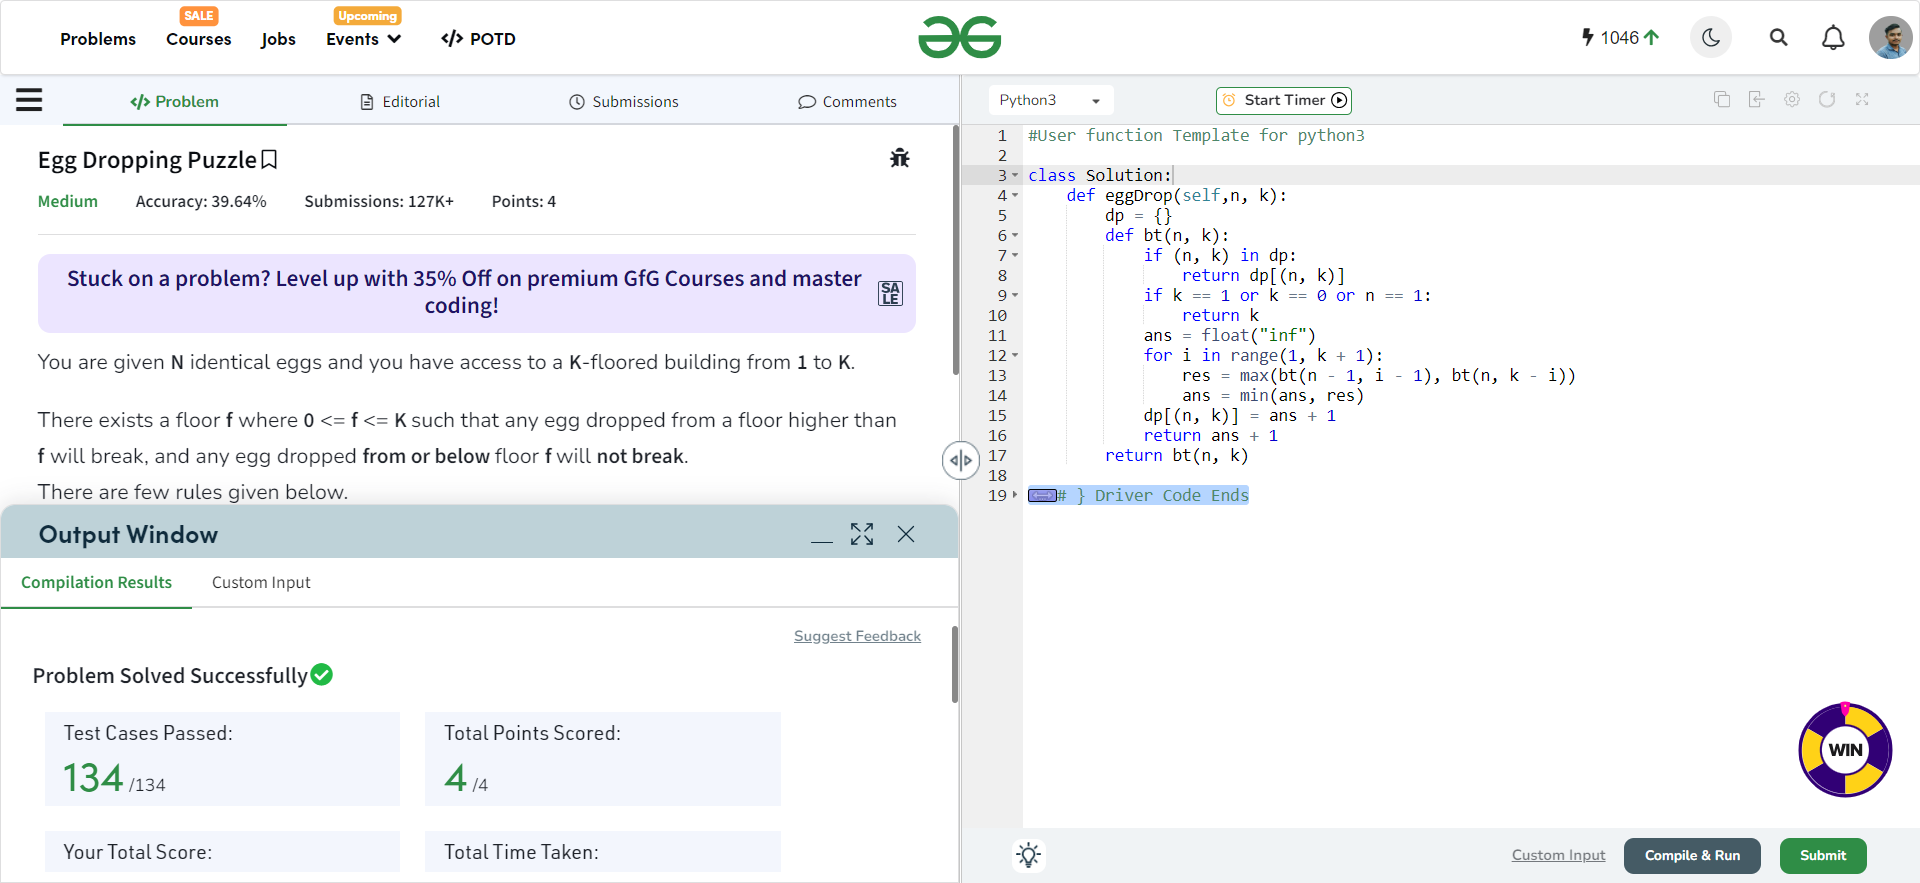 SALE
Upcoming
Problems Courses Jobs Events </> POTD
1046
</> Problem Editorial Submissions Comments
Egg Dropping Puzzle
Medium Accuracy: 39.64% Submissions: 127K+ Points: 4
Stuck on a problem? Level up with 35% Off on premium GfG Courses and master
coding!
SA
LE
You are given N identical eggs and you have access to a K-floored building from 1 to K.
There exists a floor f where 0 <= f <= K such that any egg dropped from a floor higher than
f will break, and any egg dropped from or below floor f will not break.
There are few rules given below.
Output Window
Compilation Results Custom Input
Suggest Feedback
Problem Solved Successfully
Test Cases Passed:
134 /134
Total Points Scored:
4 /4
Your Total Score:
Total Time Taken:
Python3
Start Timer
1 #User function Template for python3
2
3 class Solution:
4     def eggDrop(self,n, k):
5         dp = {}
6         def bt(n, k):
7             if (n, k) in dp:
8                 return dp[(n, k)]
9             if k == 1 or k == 0 or n == 1:
10                 return k
11             ans = float("inf")
12             for i in range(1, k + 1):
13                 res = max(bt(n - 1, i - 1), bt(n, k - i))
14                 ans = min(ans, res)
15             dp[(n, k)] = ans + 1
16             return ans + 1
17         return bt(n, k)
18
19 # } Driver Code Ends
WIN
Custom Input Compile & Run Submit